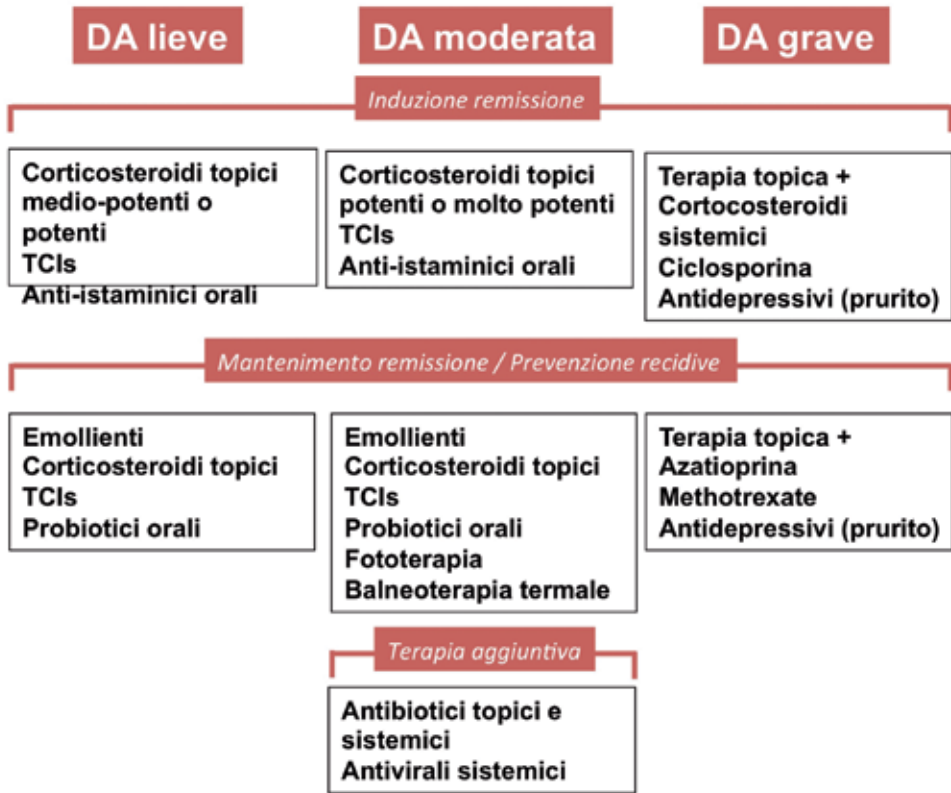 DA lieve
DA moderata
DA grave
Induzione remissione
Corticosteroidi topici
medio-potenti o
potenti
TCIs
Anti-istaminici orali
Corticosteroidi topici
potenti o molto potenti
TCIs
Anti-istaminici orali
Terapia topica +
Cortocosteroidi
sistemici
Ciclosporina
Antidepressivi (prurito)
Mantenimento remissione / Prevenzione recidive
Emollienti
Corticosteroidi topici
TCIs
Probiotici orali
Emollienti
Corticosteroidi topici
TCIs
Probiotici orali
Fototerapia
Balneoterapia termale
Terapia topica +
Azatioprina
Methotrexate
Antidepressivi (prurito)
Terapia aggiuntiva
Antibiotici topici e
sistemici
Antivirali sistemici